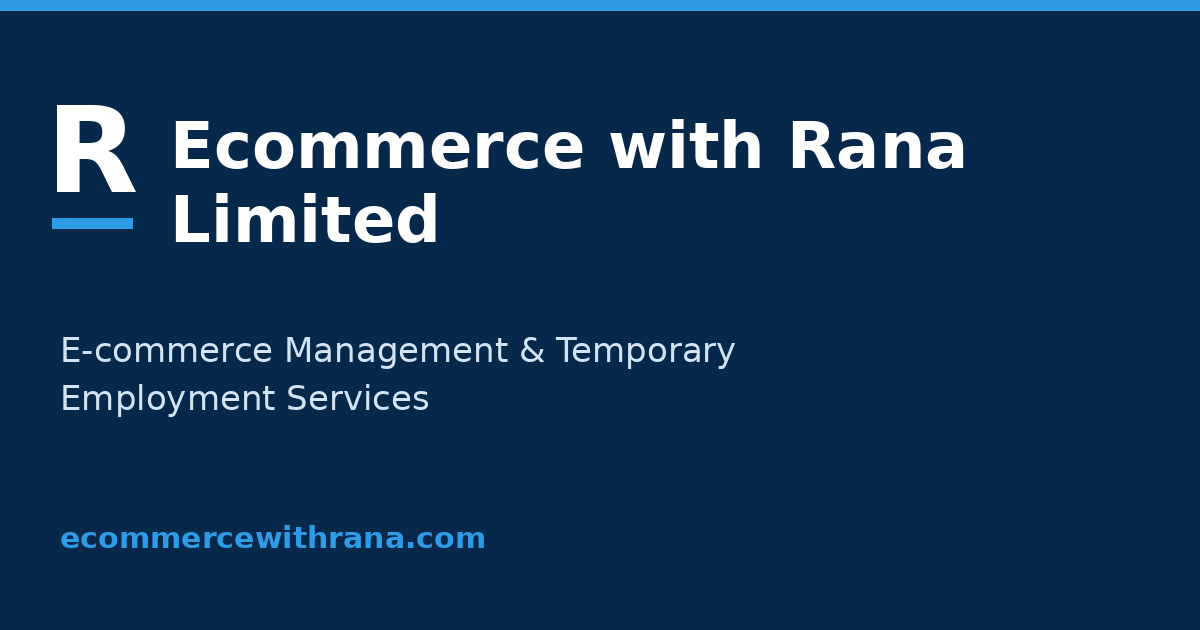 R
Ecommerce with Rana
Limited
E-commerce Management & Temporary
Employment Services
ecommercewithrana.com